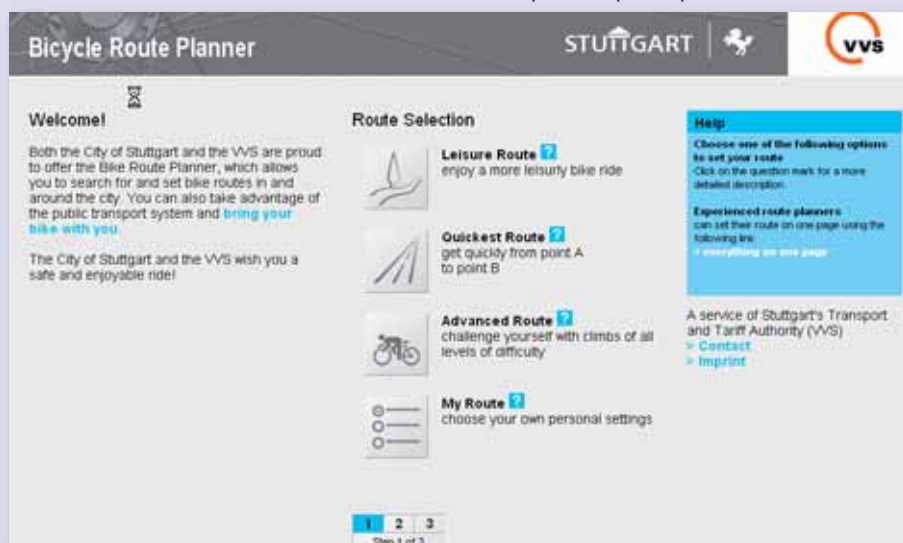 Bicycle Route Planner
STUTTGART
VVS
Welcome!
Both the City of Stuttgart and the VVS are proud
to offer the Bike Route Planner, which allows
you to search for and set bike routes in and
around the city. You can also take advantage of
the public transport system and bring your
bike with you.
The City of Stuttgart and the VVS wish you a
safe and enjoyable ride!
Route Selection
Leisure Route ?
enjoy a more leisurly bike ride
Quickest Route ?
get quickly from point A
to point B
Advanced Route ?
challenge yourself with climbs of all
levels of difficulty
My Route ?
choose your own personal settings
1 2 3
Step 1 of 3
Help
Choose one of the following options
to set your route
Click on the question mark for a more
detailed description.
Experienced route planners
can set their route on one page using the
following link:
» everything on one page
A service of Stuttgart's Transport
and Tariff Authority (VVS)
» Contact
» Imprint